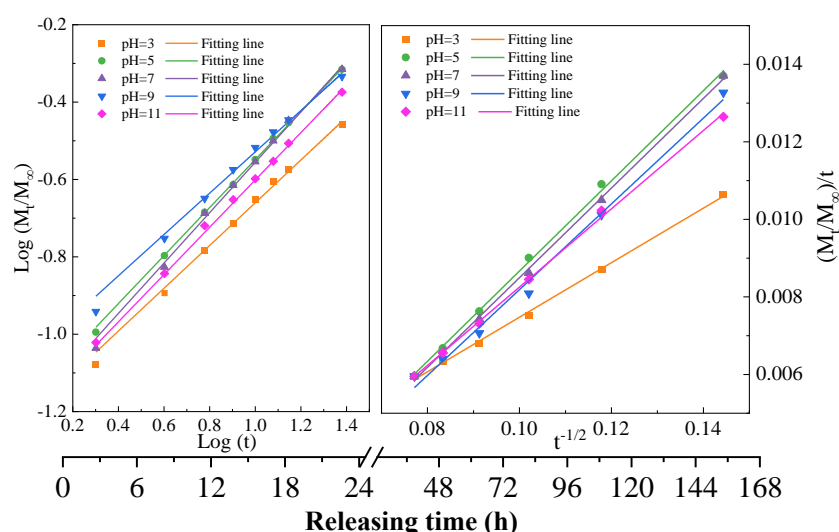 -0.2
-0.4
-0.6
-0.8
-1.0
-1.2
Log (M_t/M_∞)
pH=3 Fitting line
pH=5 Fitting line
pH=7 Fitting line
pH=9 Fitting line
pH=11 Fitting line
0.2 0.4 0.6 0.8 1.0 1.2 1.4
Log (t)
pH=3 Fitting line
pH=5 Fitting line
pH=7 Fitting line
pH=9 Fitting line
pH=11 Fitting line
0.014
0.012
0.010
0.008
0.006
(M_t/M_∞)/t
0.08 0.10 0.12 0.14
t^-1/2
0 6 12 18 24 48 72 96 120 144 168
Releasing time (h)